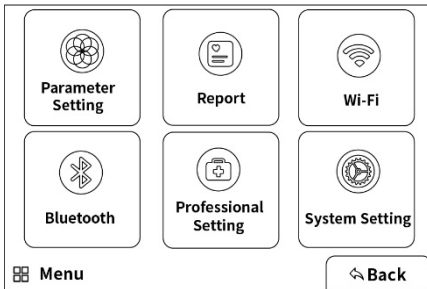 Parameter
Setting
Report
Wi-Fi
Bluetooth
Professional
Setting
System Setting
Menu
Back